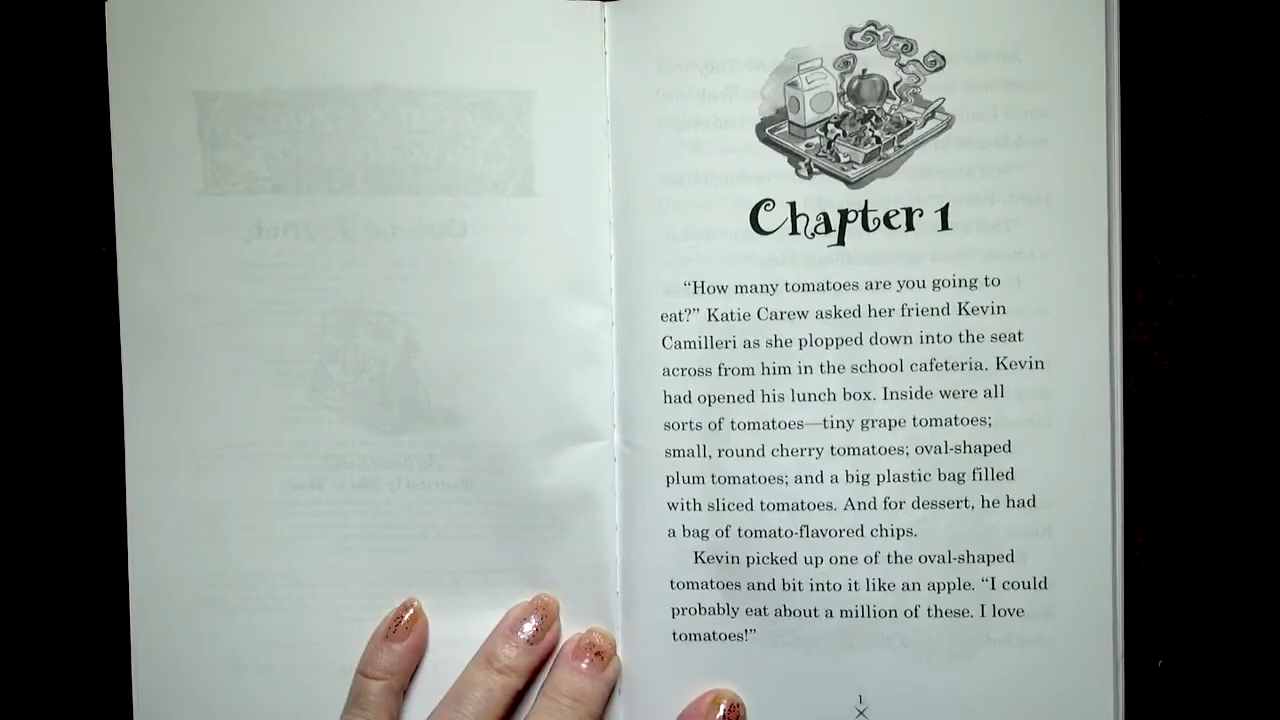 Chapter 1
“How many tomatoes are you going to
eat?” Katie Carew asked her friend Kevin
Camilleri as she plopped down into the seat
across from him in the school cafeteria. Kevin
had opened his lunch box. Inside were all
sorts of tomatoes—tiny grape tomatoes;
small, round cherry tomatoes; oval-shaped
plum tomatoes; and a big plastic bag filled
with sliced tomatoes. And for dessert, he had
a bag of tomato-flavored chips.
Kevin picked up one of the oval-shaped
tomatoes and bit into it like an apple. “I could
probably eat about a million of these. I love
tomatoes!”
1